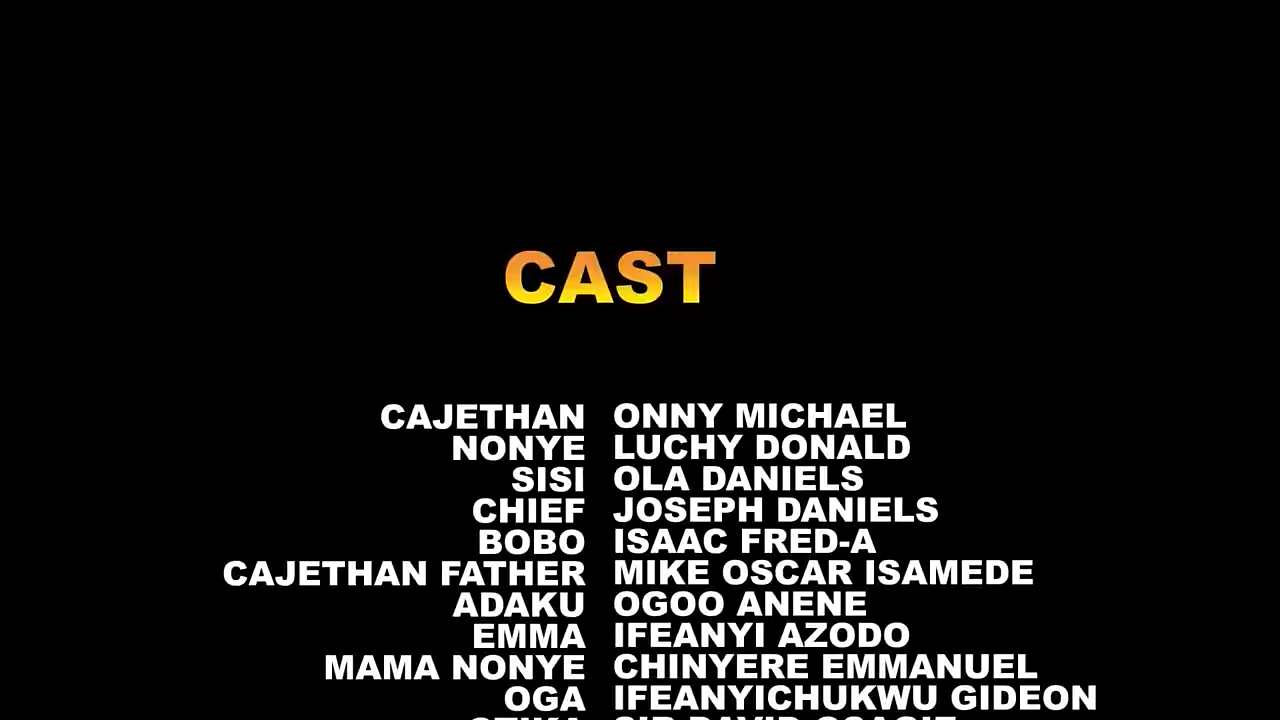 CAST
CAJETHAN ONNY MICHAEL
NONYE LUCHY DONALD
SISI OLA DANIELS
CHIEF JOSEPH DANIELS
BOBO ISAAC FRED-A
CAJETHAN FATHER MIKE OSCAR ISAMEDE
ADAKU OGOO ANENE
EMMA IFEANYI AZODO
MAMA NONYE CHINYERE EMMANUEL
OGA IFEANYICHUKWU GIDEON